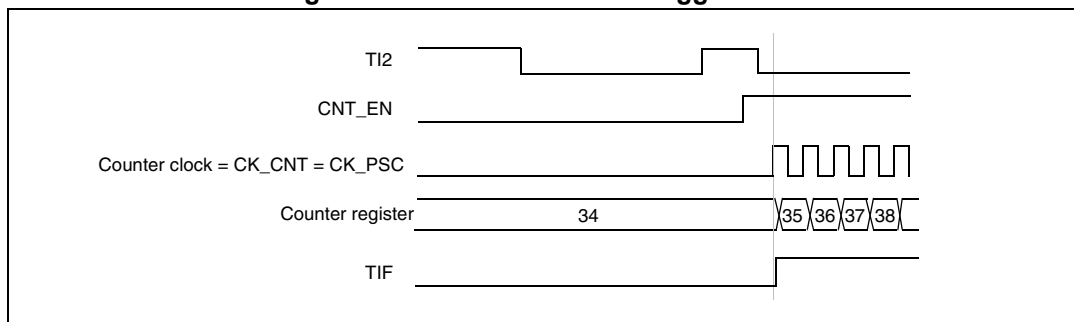 TI2
CNT_EN
Counter clock = CK_CNT = CK_PSC
Counter register 34 35 36 37 38
TIF